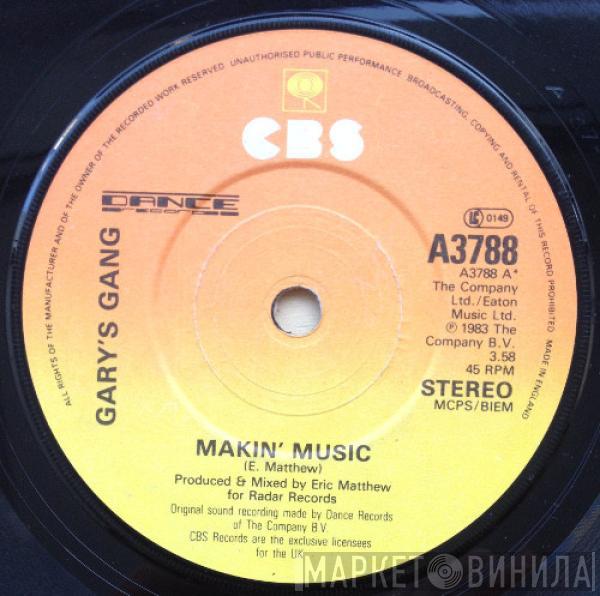 ALL RIGHTS OF THE MANUFACTURER AND OF THE OWNER OF THE RECORDED WORK RESERVED. UNAUTHORISED PUBLIC PERFORMANCE, BROADCASTING, COPYING AND RENTAL OF THIS RECORD PROHIBITED. MADE IN ENGLAND
CBS
DANCE
records
GARY'S GANG
LC 0149
A3788
A3788 A*
The Company
Ltd./Eaton
Music Ltd.
℗ 1983 The
Company B.V.
3.58
45 RPM
STEREO
MCPS/BIEM
MAKIN' MUSIC
(E. Matthew)
Produced & Mixed by Eric Matthew
for Radar Records
Original sound recording made by Dance Records
of The Company B.V.
CBS Records are the exclusive licensees
for the UK
МАРКЕТ ВИНИЛА